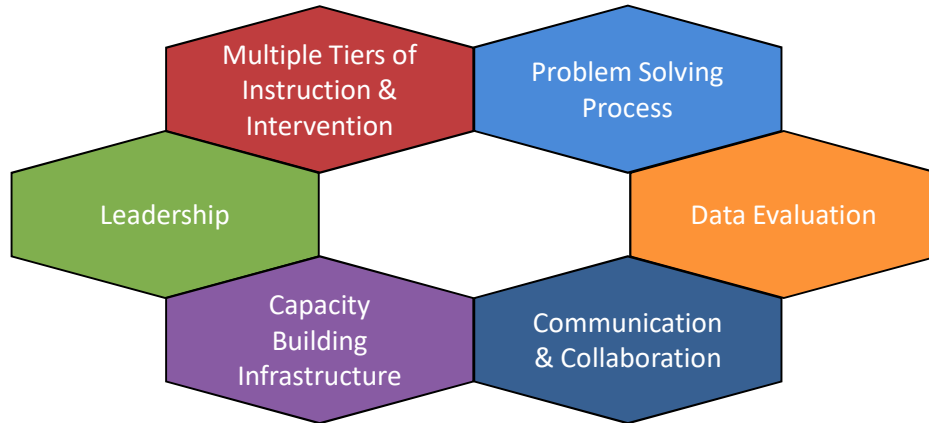 Multiple Tiers of
Instruction &
Intervention
Problem Solving
Process
Leadership
Data Evaluation
Capacity
Building
Infrastructure
Communication
& Collaboration